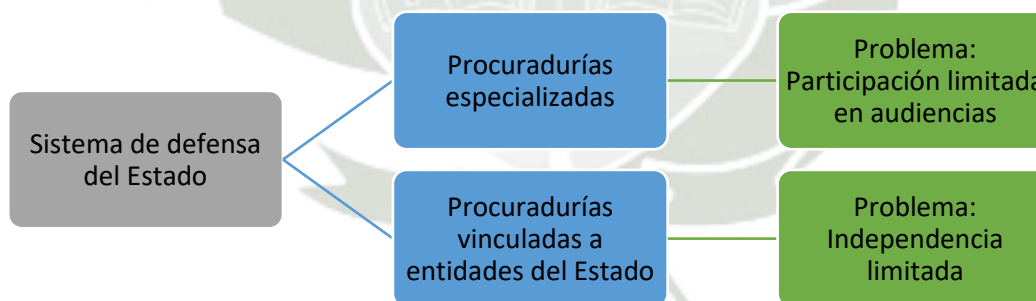 Sistema de defensa
del Estado
Procuradurías
especializadas
Problema:
Participación limitada
en audiencias
Procuradurías
vinculadas a
entidades del Estado
Problema:
Independencia
limitada